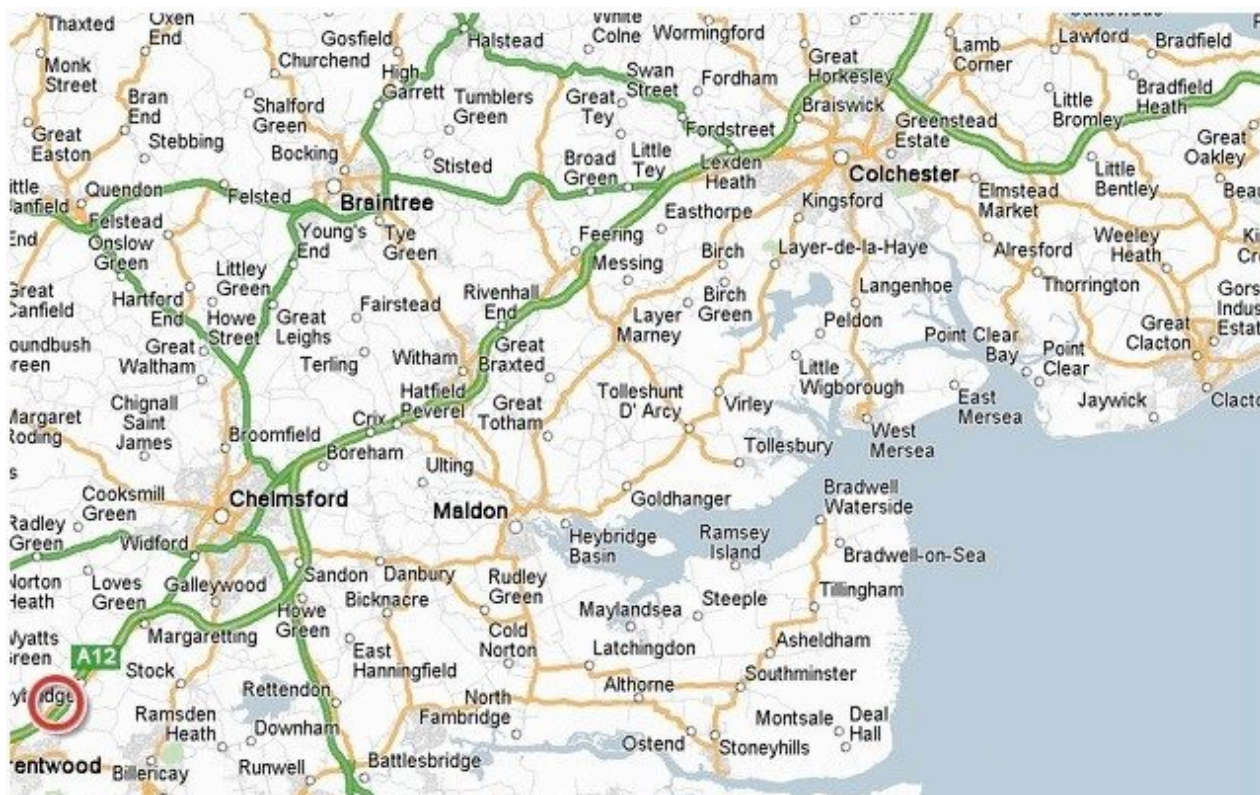 Thaxted
Oxen
End
Gosfield
Halstead
White
Colne
Wormingford
Great
Horkesley
Lamb
Corner
Lawford
Bradfield
Monk
Street
Churchend
High
Garrett
Swan
Street
Fordham
Bradfield
Heath
Bran
End
Shalford
Green
Tumblers
Green
Great
Tey
Braiswick
Little
Bromley
Great
Easton
Stebbing
Bocking
Stisted
Fordstreet
Greenstead
Estate
Great
Oakley
Broad
Green
Little
Tey
Lexden
Heath
Colchester
Little
Bentley
Quendon
Felsted
Braintree
Easthorpe
Kingsford
Elmstead
Market
Felstead
Onslow
Green
Young's
End
Tye
Green
Feering
Birch
Layer-de-la-Haye
Alresford
Weeley
Heath
End
Littley
Green
Messing
Birch
Green
Langenhoe
Thorrington
Great
Canfield
Hartford
End
Howe
Street
Great
Leighs
Fairstead
Rivenhall
End
Layer
Marney
Peldon
Point Clear
Bay
Great
Clacton
Great
Waltham
Terling
Witham
Great
Braxted
Little
Wigborough
Point
Clear
Margaret
Roding
Chignall
Saint
James
Hatfield
Peverel
Great
Totham
Tolleshunt
D' Arcy
Virley
East
Mersea
Jaywick
Broomfield
Crix
Boreham
Ulting
Tollesbury
West
Mersea
Cooksmill
Green
Chelmsford
Maldon
Goldhanger
Bradwell
Waterside
Radley
Green
Widford
Heybridge
Basin
Ramsey
Island
Bradwell-on-Sea
Norton
Heath
Loves
Green
Galleywood
Sandon
Danbury
Rudley
Green
Tillingham
Howe
Green
Bicknacre
Maylandsea
Steeple
Margaretting
East
Hanningfield
Cold
Norton
Latchingdon
Asheldham
A12
Stock
Rettendon
North
Fambridge
Althorne
Southminster
Ramsden
Heath
Downham
Montsale
Deal
Hall
Ostend
Stoneyhills
Billericay
Runwell
Battlesbridge